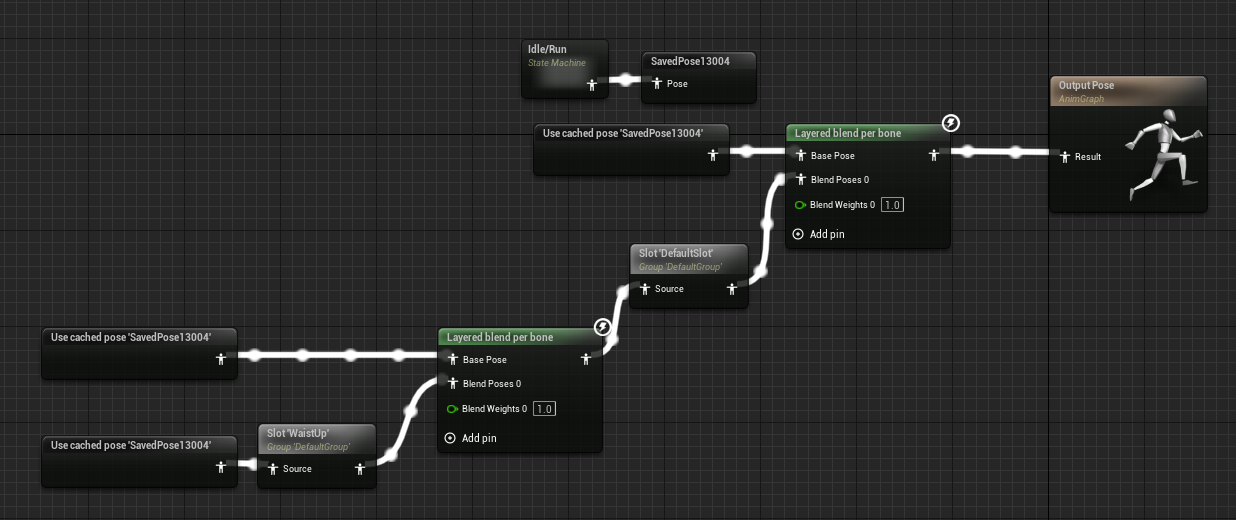 Idle/Run
State Machine
SavedPose13004
Pose
Output Pose
AnimGraph
Result
Use cached pose 'SavedPose13004'
Layered blend per bone
Base Pose
Blend Poses 0
Blend Weights 0 1.0
Add pin
Slot 'DefaultSlot'
Group 'DefaultGroup'
Source
Use cached pose 'SavedPose13004'
Layered blend per bone
Base Pose
Blend Poses 0
Blend Weights 0 1.0
Add pin
Use cached pose 'SavedPose13004'
Slot 'WaistUp'
Group 'DefaultGroup'
Source